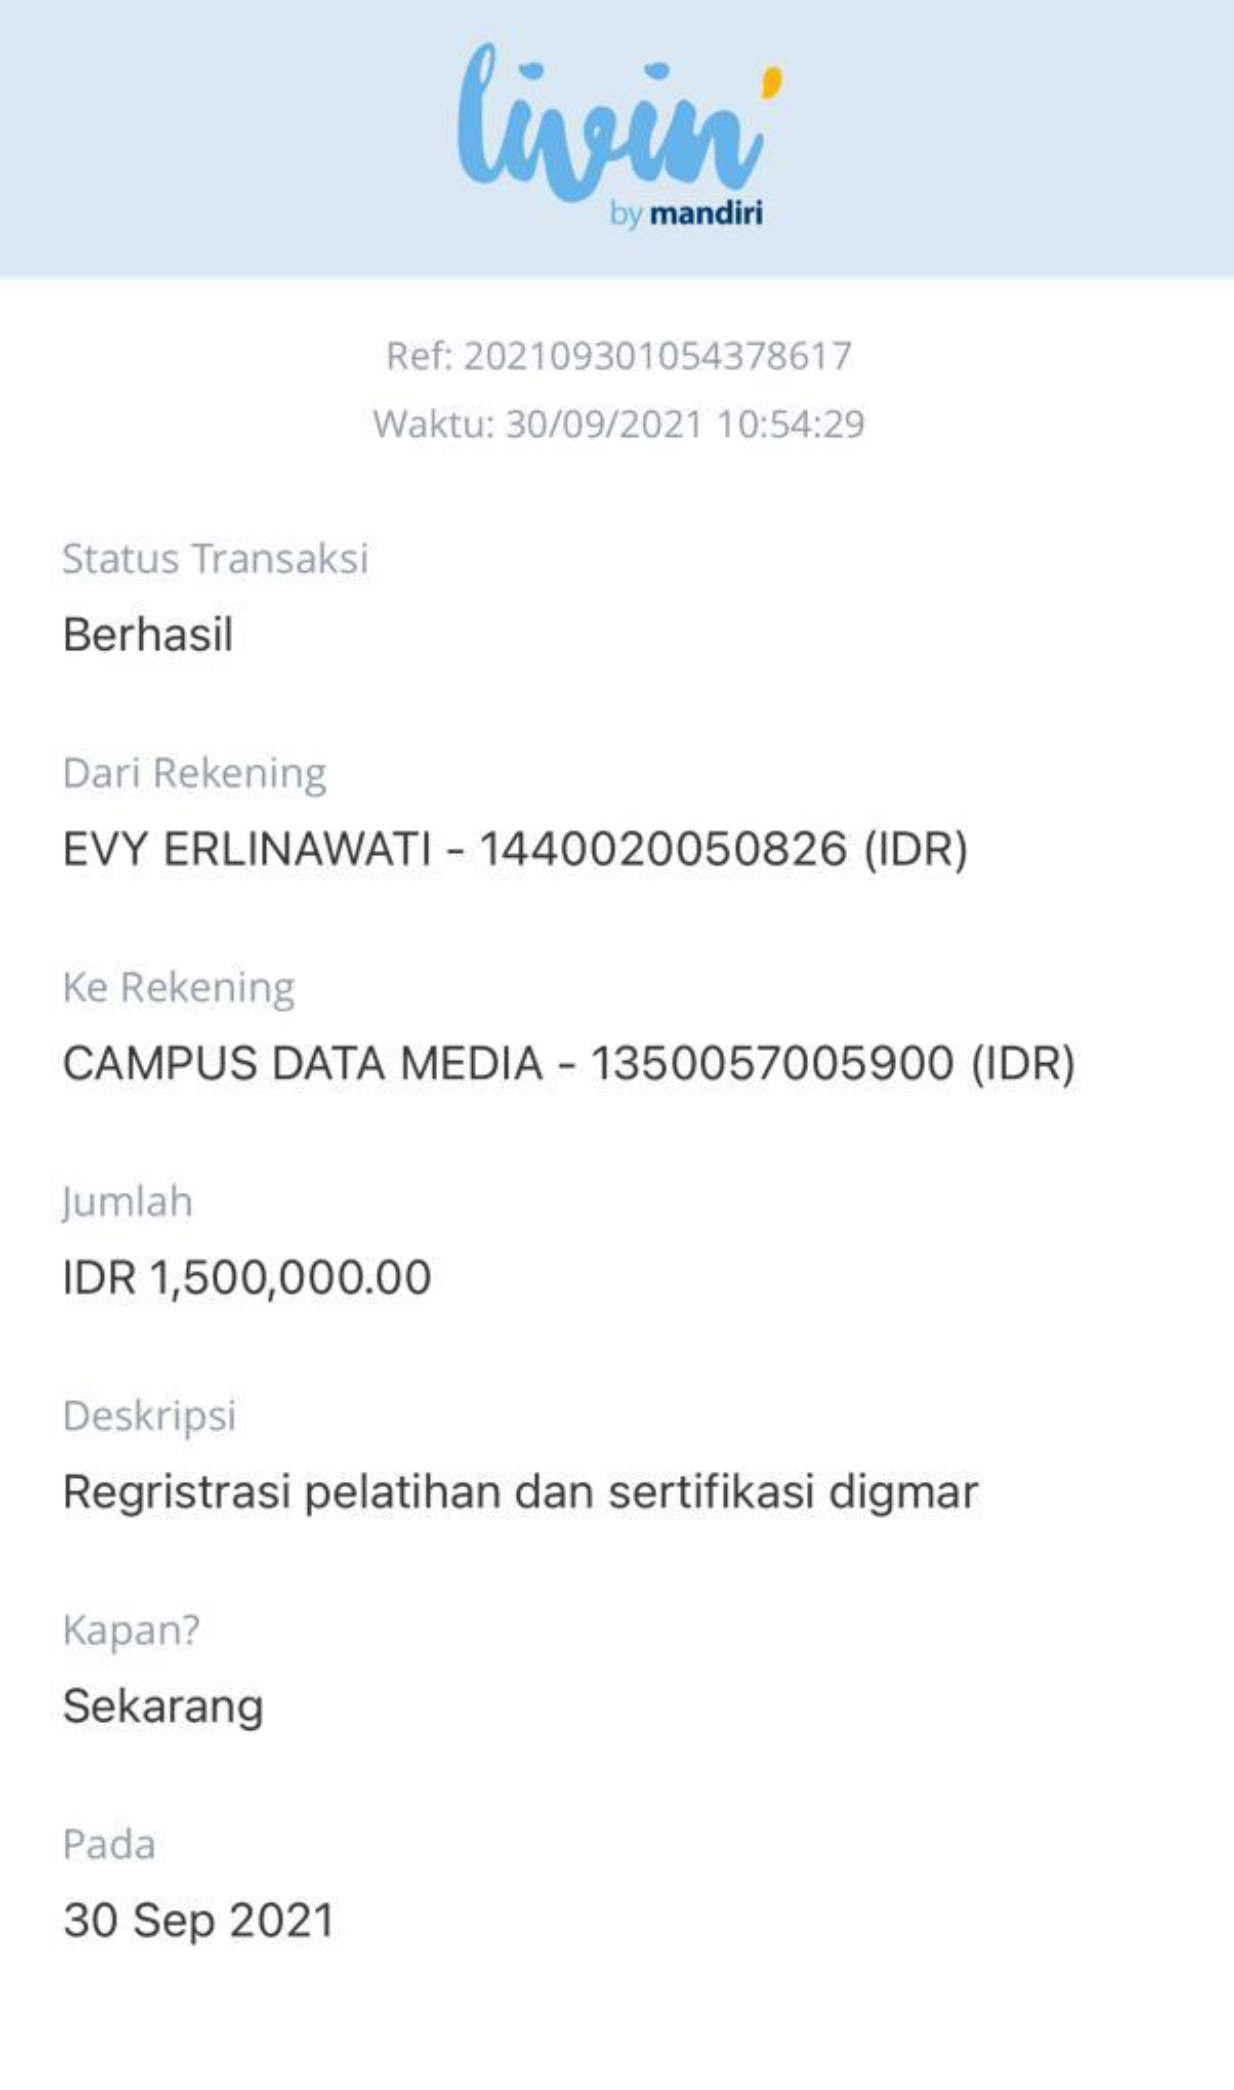 livin'
by mandiri
Ref: 202109301054378617
Waktu: 30/09/2021 10:54:29
Status Transaksi
Berhasil
Dari Rekening
EVY ERLINAWATI - 1440020050826 (IDR)
Ke Rekening
CAMPUS DATA MEDIA - 1350057005900 (IDR)
Jumlah
IDR 1,500,000.00
Deskripsi
Regristrasi pelatihan dan sertifikasi digmar
Kapan?
Sekarang
Pada
30 Sep 2021